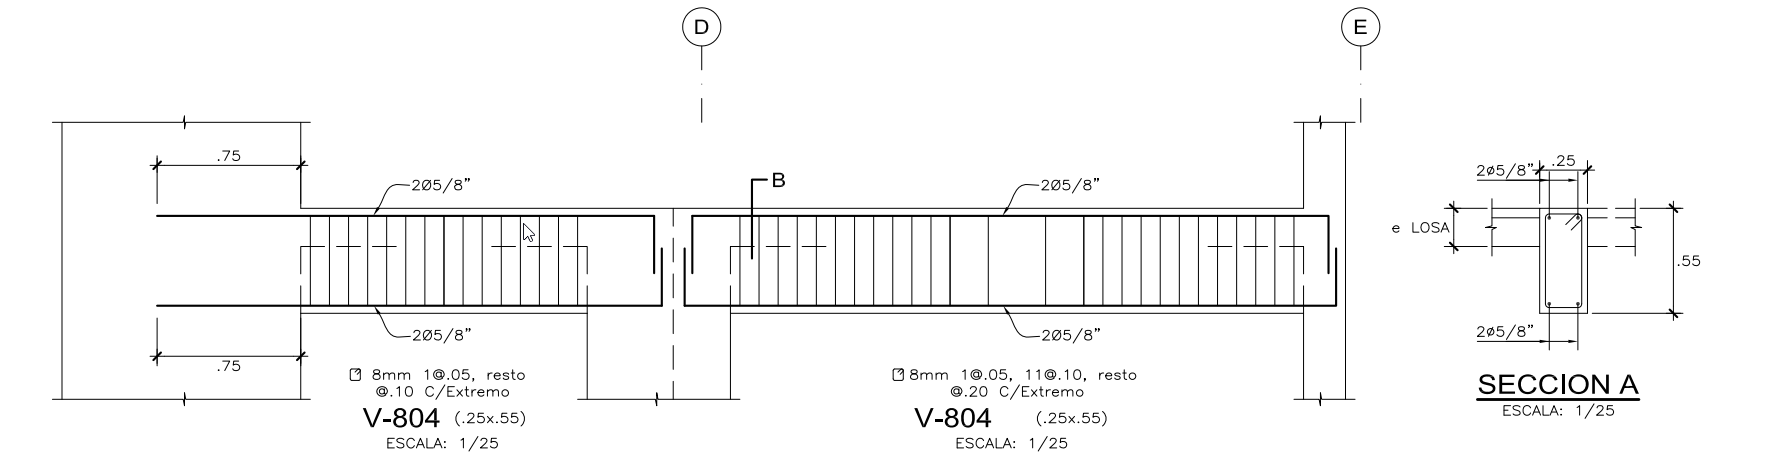 D
E
.75
2Ø5/8"
B
2Ø5/8"
2ø5/8"
.25
e LOSA
.55
.75
2Ø5/8"
2Ø5/8"
2ø5/8"
8mm 1@.05, resto
@.10 C/Extremo
V-804 (.25x.55)
ESCALA: 1/25
8mm 1@.05, 11@.10, resto
@.20 C/Extremo
V-804 (.25x.55)
ESCALA: 1/25
SECCION A
ESCALA: 1/25